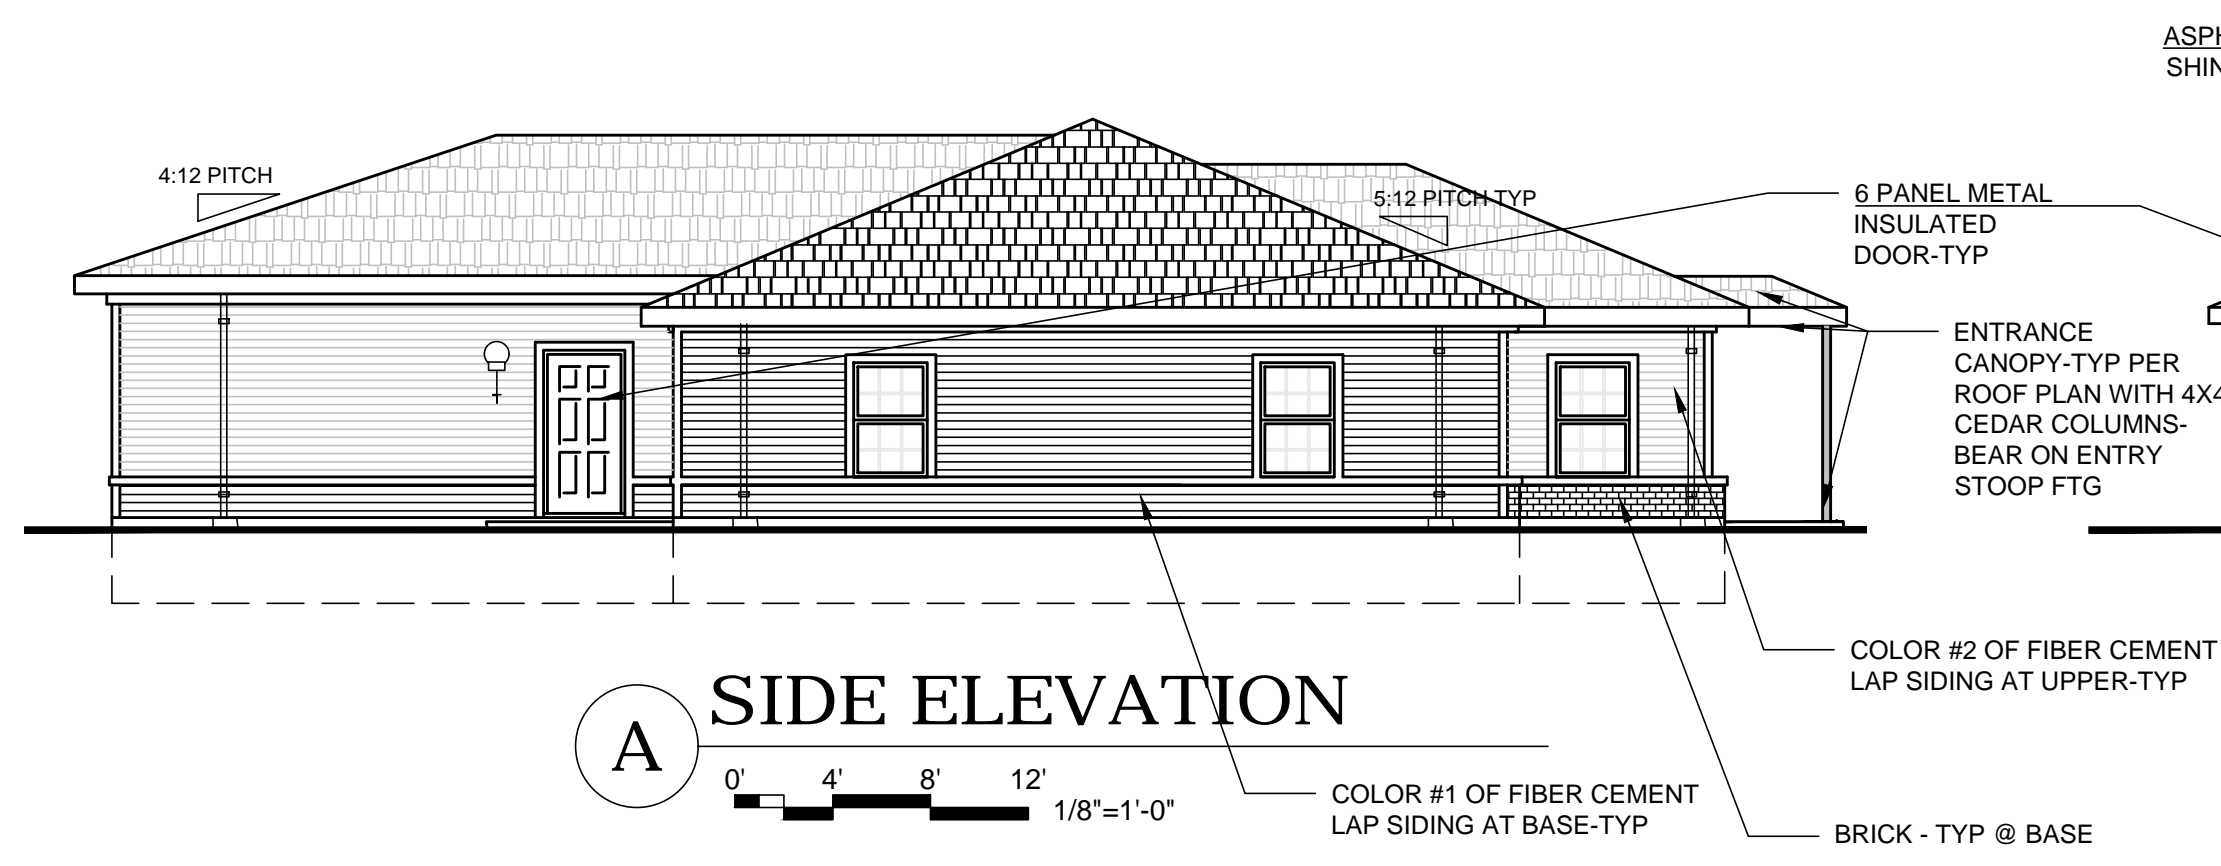 ASPH
SHIN
4:12 PITCH
5:12 PITCH TYP
6 PANEL METAL
INSULATED
DOOR-TYP
ENTRANCE
CANOPY-TYP PER
ROOF PLAN WITH 4X4
CEDAR COLUMNS-
BEAR ON ENTRY
STOOP FTG
COLOR #2 OF FIBER CEMENT
LAP SIDING AT UPPER-TYP
A
SIDE ELEVATION
0' 4' 8' 12'
1/8"=1'-0"
COLOR #1 OF FIBER CEMENT
LAP SIDING AT BASE-TYP
BRICK - TYP @ BASE